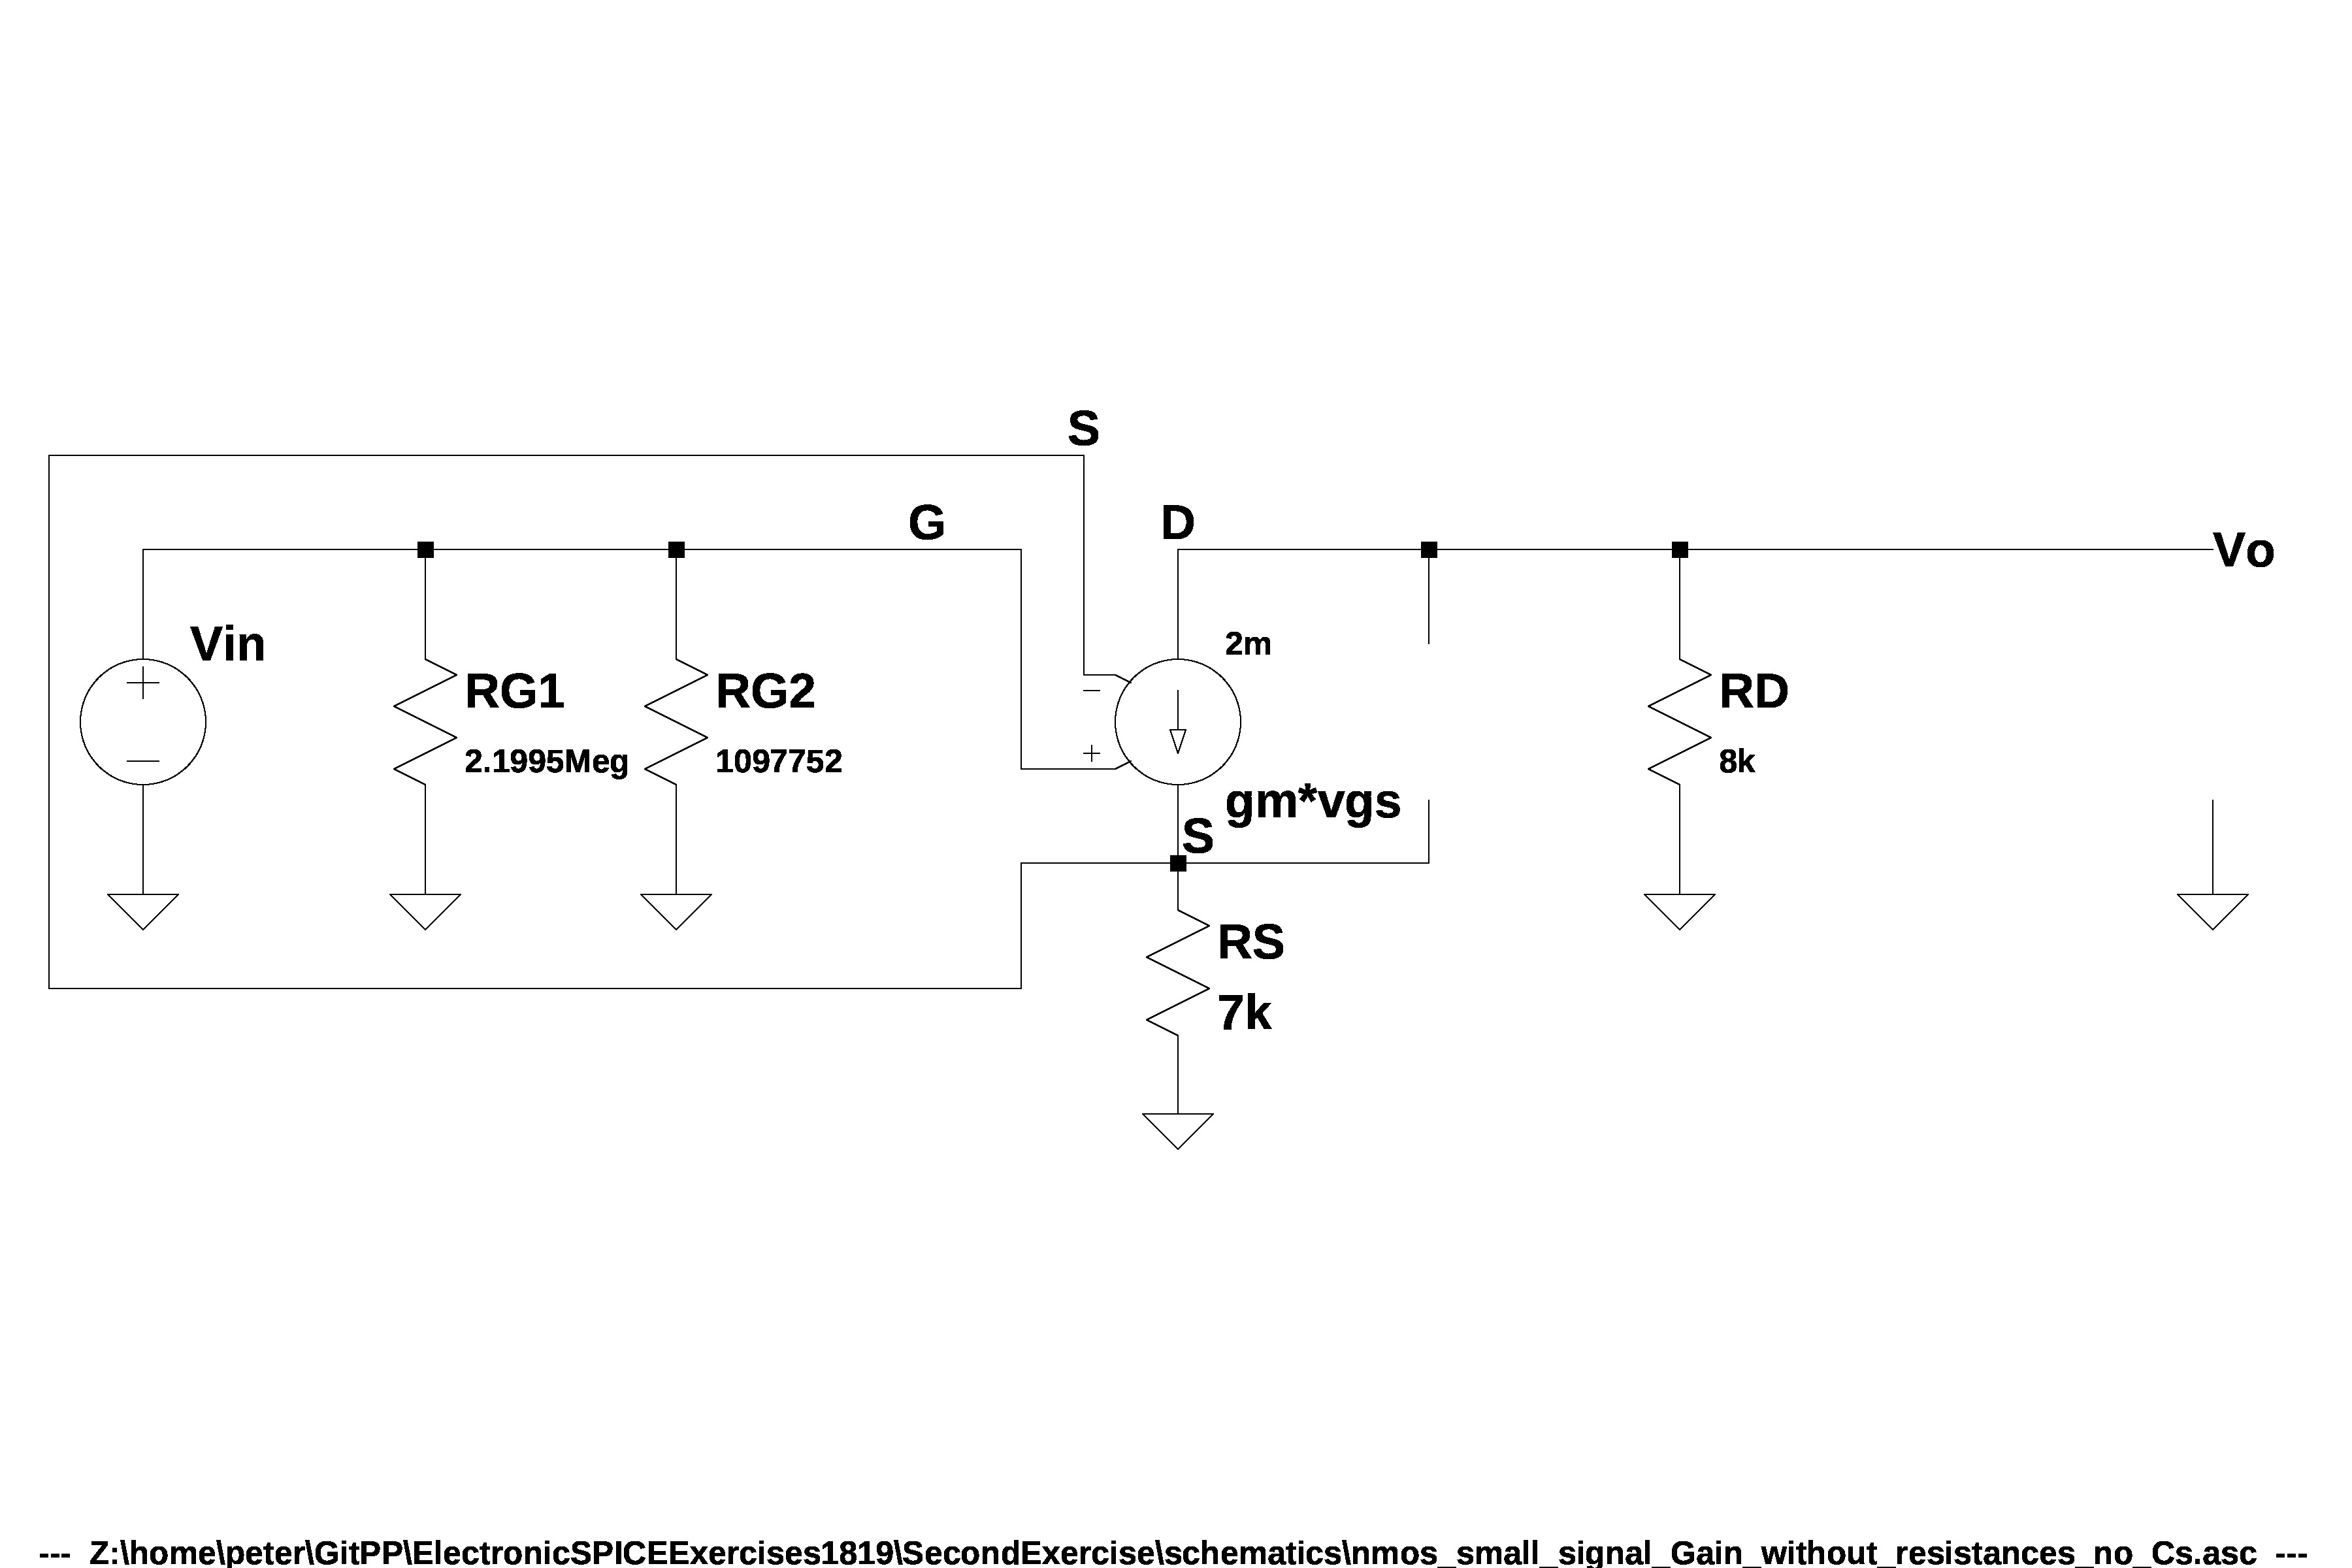 S
G
D
Vo
Vin
2m
RG1
RG2
RD
2.1995Meg
1097752
8k
gm*vgs
S
RS
7k
--- Z:\home\peter\GitPP\ElectronicSPICEExercises1819\SecondExercise\schematics\nmos_small_signal_Gain_without_resistances_no_Cs.asc ---